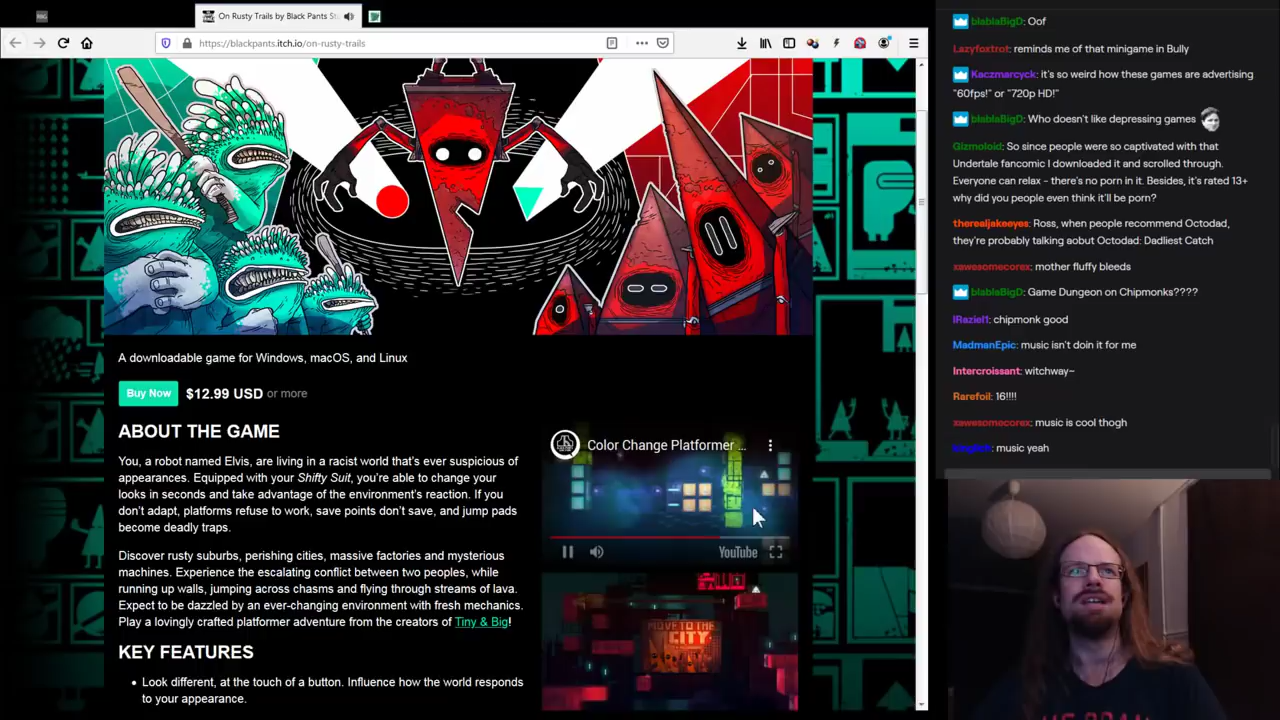 On Rusty Trails by Black Pants St
https://blackpants.itch.io/on-rusty-trails
A downloadable game for Windows, macOS, and Linux
Buy Now $12.99 USD or more
ABOUT THE GAME
You, a robot named Elvis, are living in a racist world that's ever suspicious of
appearances. Equipped with your Shifty Suit, you're able to change your
looks in seconds and take advantage of the environment's reaction. If you
don't adapt, platforms refuse to work, save points don't save, and jump pads
become deadly traps.
Discover rusty suburbs, perishing cities, massive factories and mysterious
machines. Experience the escalating conflict between two peoples, while
running up walls, jumping across chasms and flying through streams of lava.
Expect to be dazzled by an ever-changing environment with fresh mechanics.
Play a lovingly crafted platformer adventure from the creators of Tiny & Big!
KEY FEATURES
• Look different, at the touch of a button. Influence how the world responds
to your appearance.
Color Change Platformer ...
YouTube
MOVE TO THE
CITY
blablaBigD: Oof
Lazyfoxtrot: reminds me of that minigame in Bully
Kaczmarcyck: it's so weird how these games are advertising
"60fps!" or "720p HD!"
blablaBigD: Who doesn't like depressing games
Gizmoloid: So since people were so captivated with that
Undertale fancomic I downloaded it and scrolled through.
Everyone can relax - there's no porn in it. Besides, it's rated 13+
why did you people even think it'll be porn?
therealjakeeyes: Ross, when people recommend Octodad,
they're probably talking aobut Octodad: Dadliest Catch
xawesomecorex: mother fluffy bleeds
blablaBigD: Game Dungeon on Chipmonks????
IRaziel1: chipmonk good
MadmanEpic: music isn't doin it for me
Intercroissant: witchway~
Rarefoil: 16!!!!
xawesomecorex: music is cool thogh
music yeah